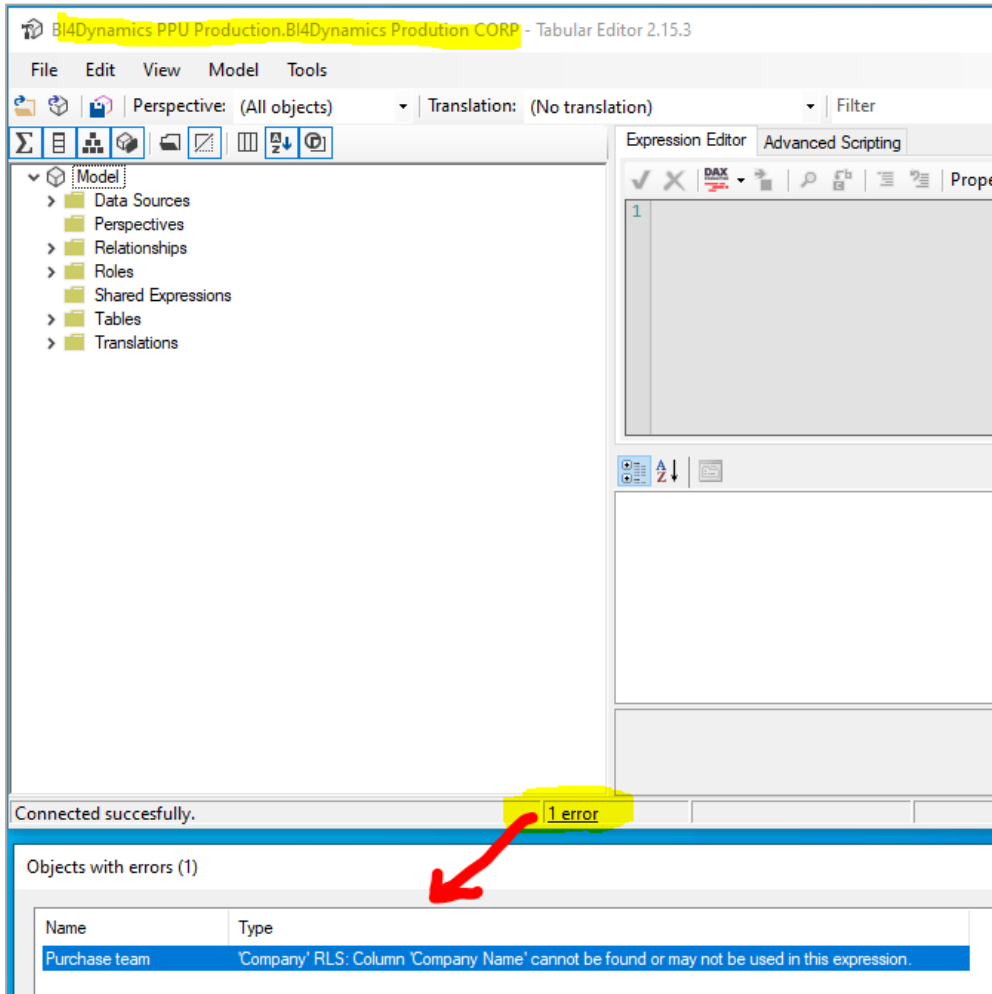 BI4Dynamics PPU Production.BI4Dynamics Prodution CORP - Tabular Editor 2.15.3
File Edit View Model Tools
Perspective: (All objects) Translation: (No translation) Filter
Expression Editor Advanced Scripting
Model
DAX Prope
Data Sources
1
Perspectives
Relationships
Roles
Shared Expressions
Tables
Translations
Connected succesfully. 1 error
Objects with errors (1)
Name Type
Purchase team 'Company' RLS: Column 'Company Name' cannot be found or may not be used in this expression.